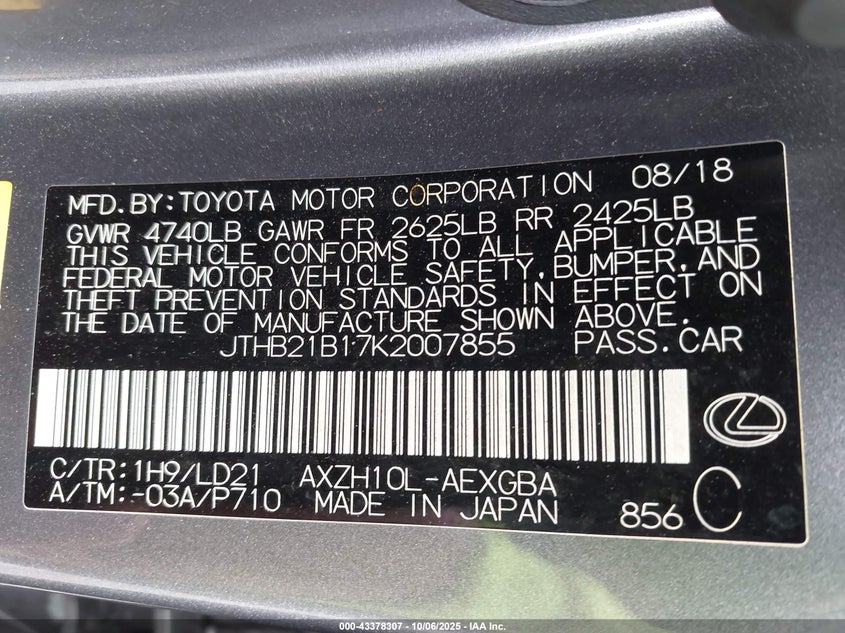 MFD.BY:TOYOTA MOTOR CORPORATION 08/18
GVWR 4740LB GAWR FR 2625LB RR 2425LB
THIS VEHICLE CONFORMS TO ALL APPLICABLE
FEDERAL MOTOR VEHICLE SAFETY,BUMPER,AND
THEFT PREVENTION STANDARDS IN EFFECT ON
THE DATE OF MANUFACTURE SHOWN ABOVE.
JTHB21B17K2007855 PASS.CAR
C/TR:1H9/LD21 AXZH10L-AEXGBA
A/TM:-03A/P710 MADE IN JAPAN 856 C
000-43378307 - 10/06/2025 - IAA Inc.